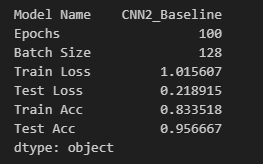 Model Name CNN2_Baseline
Epochs 100
Batch Size 128
Train Loss 1.015607
Test Loss 0.218915
Train Acc 0.833518
Test Acc 0.956667
dtype: object